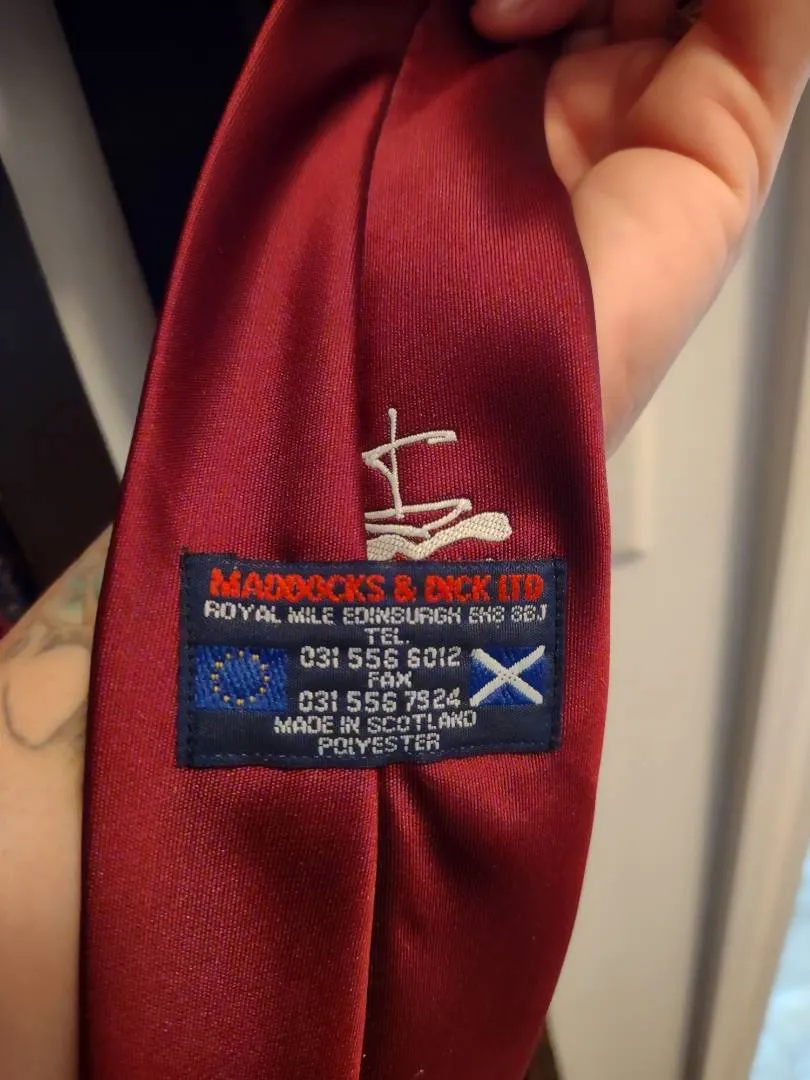 MADDOCKS & DICK LTD
ROYAL MILE EDINBURGH EH8 8BJ
TEL.
031 556 6012
FAX
031 556 7924
MADE IN SCOTLAND
POLYESTER